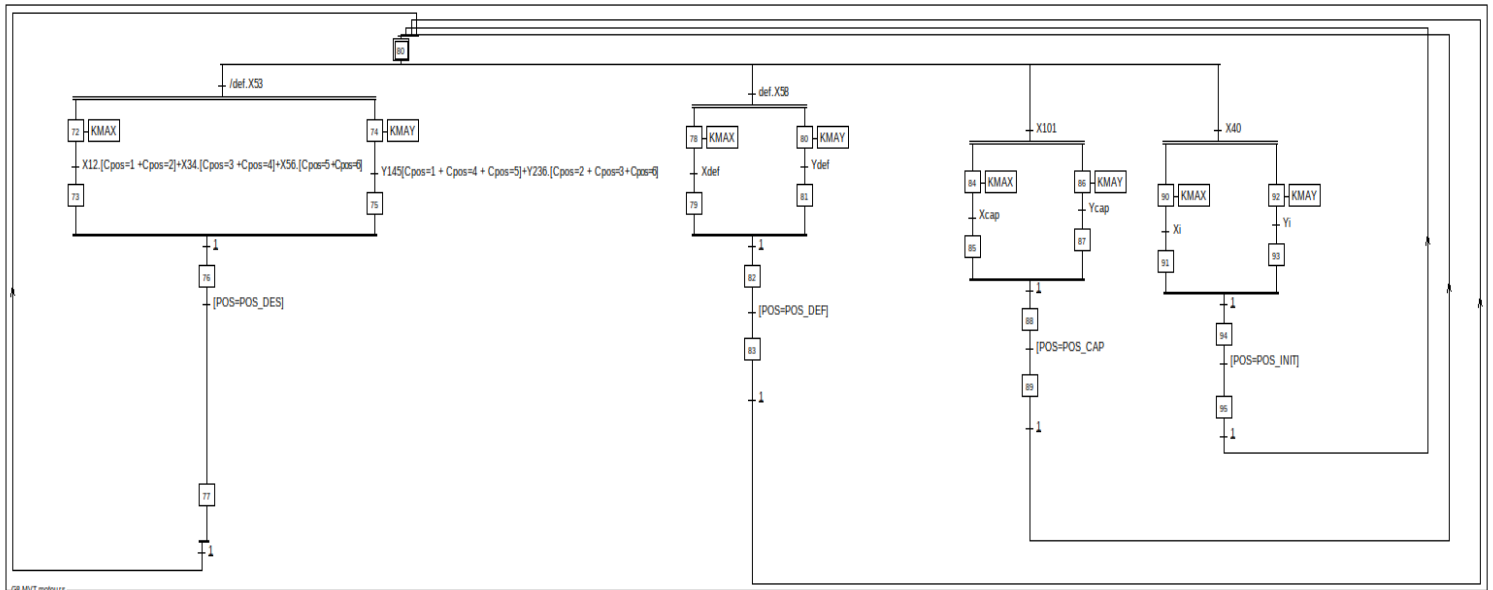 80
/def.X53
def.X58
X101
X40
72 KMAX
74 KMAY
78 KMAX
80 KMAY
X12.[Cpos=1 +Cpos=2]+X34.[Cpos=3 +Cpos=4]+X56.[Cpos=5+Cpos=6]
Y145[Cpos=1 + Cpos=4 + Cpos=5]+Y236.[Cpos=2 + Cpos=3+Cpos=6]
Xdef
Ydef
84 KMAX
86 KMAY
90 KMAX
92 KMAY
73
75
79
81
Xcap
Ycap
Xi
Yi
85
87
91
93
1
1
1
1
76
82
88
94
[POS=POS_DES]
[POS=POS_DEF]
[POS=POS_CAP
[POS=POS_INIT]
83
89
95
1
1
1
77
1
G8 MVT moteurs